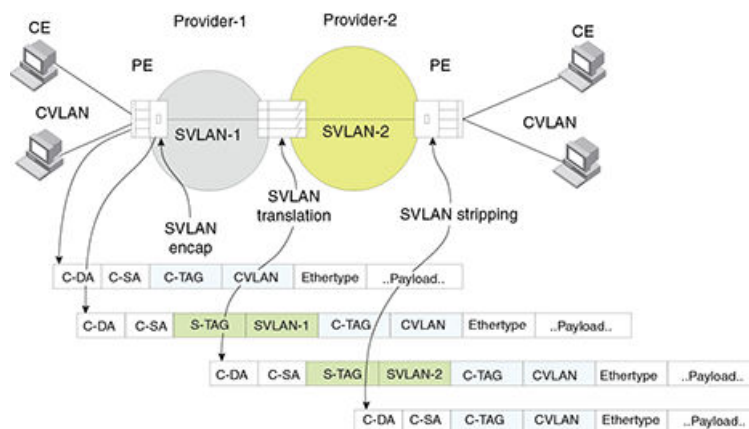 Provider-1 Provider-2
CE CE
PE PE
CVLAN CVLAN
SVLAN-1 SVLAN-2
SVLAN encap
SVLAN translation
SVLAN stripping
C-DA C-SA C-TAG CVLAN Ethertype ..Payload..
C-DA C-SA S-TAG SVLAN-1 C-TAG CVLAN Ethertype ..Payload..
C-DA C-SA S-TAG SVLAN-2 C-TAG CVLAN Ethertype ..Payload..
C-DA C-SA C-TAG CVLAN Ethertype ..Payload..